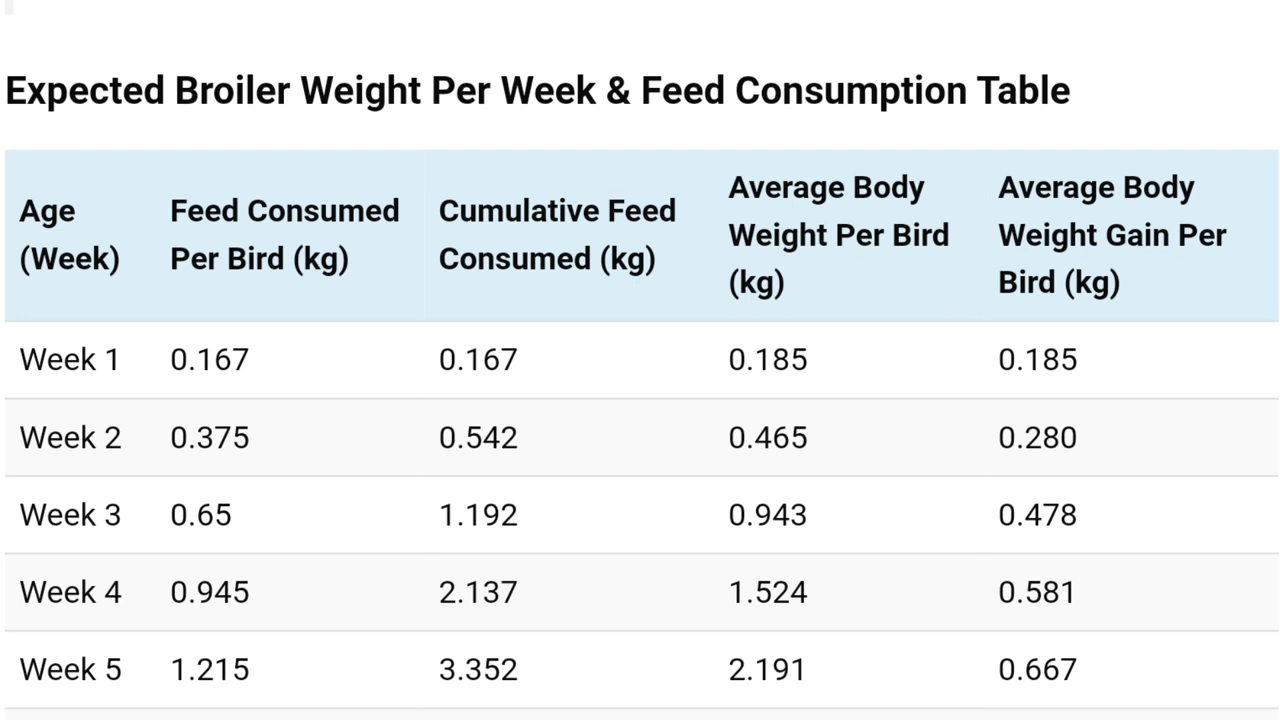 Expected Broiler Weight Per Week & Feed Consumption Table
Age (Week) Feed Consumed Per Bird (kg) Cumulative Feed Consumed (kg) Average Body Weight Per Bird (kg) Average Body Weight Gain Per Bird (kg)
Week 1 0.167 0.167 0.185 0.185
Week 2 0.375 0.542 0.465 0.280
Week 3 0.65 1.192 0.943 0.478
Week 4 0.945 2.137 1.524 0.581
Week 5 1.215 3.352 2.191 0.667